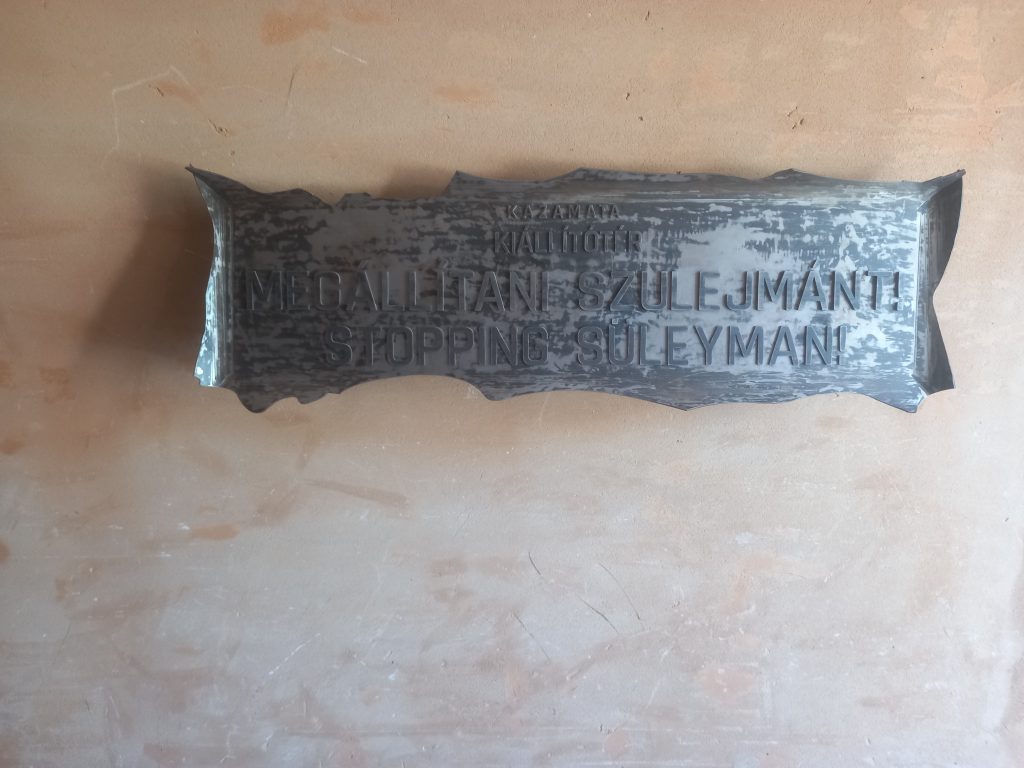 KAZAMATA
KIÁLLÍTÓTÉR
MEGÁLLÍTANI SZULEJMÁNT!
STOPPING SÜLEYMAN!